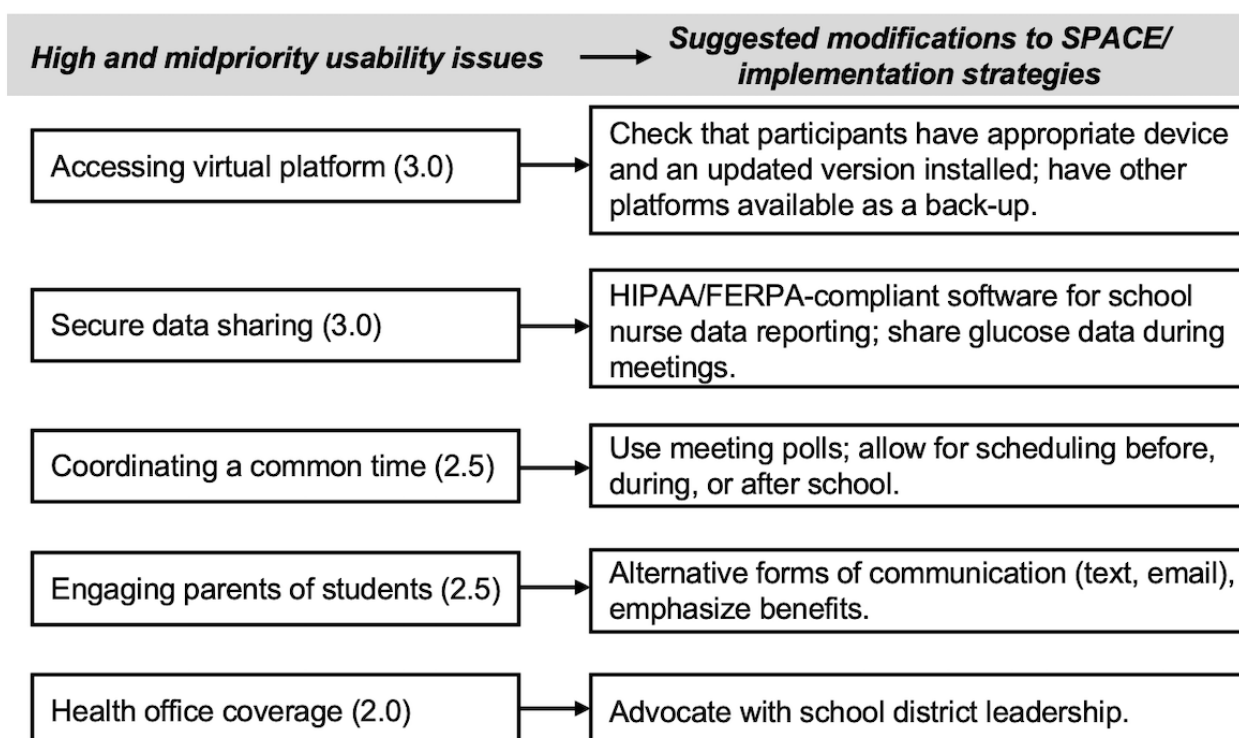 High and midpriority usability issues
Suggested modifications to SPACE/
implementation strategies
Accessing virtual platform (3.0)
Check that participants have appropriate device
and an updated version installed; have other
platforms available as a back-up.
Secure data sharing (3.0)
HIPAA/FERPA-compliant software for school
nurse data reporting; share glucose data during
meetings.
Coordinating a common time (2.5)
Use meeting polls; allow for scheduling before,
during, or after school.
Engaging parents of students (2.5)
Alternative forms of communication (text, email),
emphasize benefits.
Health office coverage (2.0)
Advocate with school district leadership.